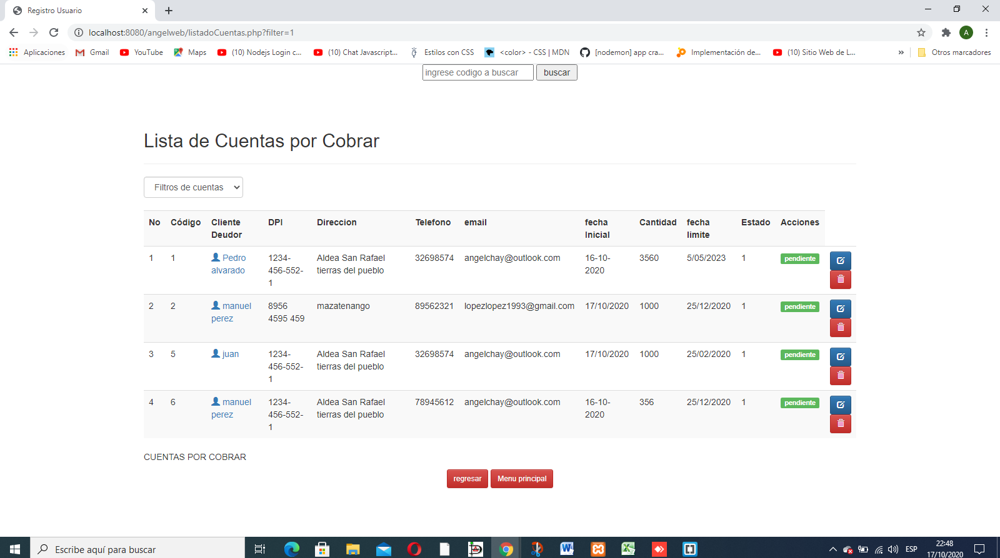 Registro Usuario
localhost:8080/angelweb/listadoCuentas.php?filter=1
A
Aplicaciones Gmail YouTube Maps (10) Nodejs Login c... (10) Chat Javascript... Estilos con CSS <color> - CSS | MDN [nodemon] app cra... Implementación de... (10) Sitio Web de L... » Otros marcadores
ingrese codigo a buscar buscar
Lista de Cuentas por Cobrar
Filtros de cuentas
No Código Cliente Deudor DPI Direccion Telefono email fecha Inicial Cantidad fecha limite Estado Acciones
1 1 Pedro alvarado 1234-456-552-1 Aldea San Rafael tierras del pueblo 32698574 angelchay@outlook.com 16-10-2020 3560 5/05/2023 1 pendiente
2 2 manuel perez 8956 4595 459 mazatenango 89562321 lopezlopez1993@gmail.com 17/10/2020 1000 25/12/2020 1 pendiente
3 5 juan 1234-456-552-1 Aldea San Rafael tierras del pueblo 32698574 angelchay@outlook.com 17/10/2020 1000 25/02/2020 1 pendiente
4 6 manuel perez 1234-456-552-1 Aldea San Rafael tierras del pueblo 78945612 angelchay@outlook.com 16-10-2020 356 25/12/2020 1 pendiente
CUENTAS POR COBRAR
regresar Menu principal
Escribe aquí para buscar
ESP
22:48
17/10/2020